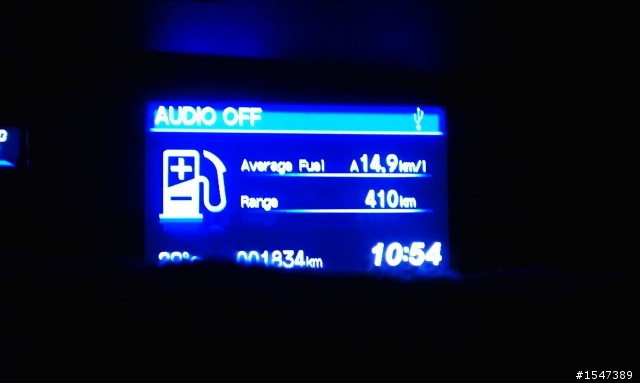 AUDIO OFF
Average Fuel A14.9km/l
Range 410km
001834km 10:54
#1547389